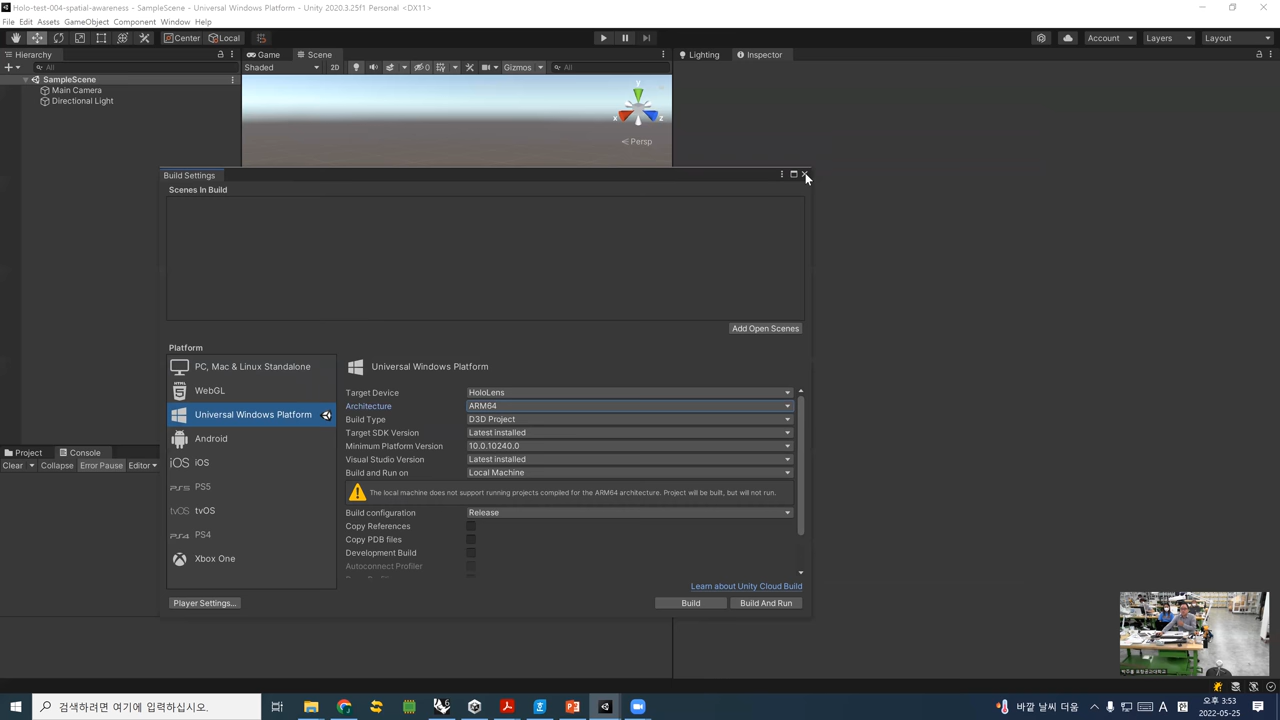 Holo-test-004-spatial-awareness - SampleScene - Universal Windows Platform - Unity 2020.3.25f1 Personal <DX11>
File Edit Assets GameObject Component Window Help
Center Local
Account Layers Layout
Hierarchy
Game Scene
Lighting Inspector
All
Shaded 2D 0 Gizmos All
SampleScene
Main Camera
Directional Light
y
x z
Persp
Build Settings
Scenes In Build
Add Open Scenes
Platform
PC, Mac & Linux Standalone
WebGL
Universal Windows Platform
Android
iOS iOS
PS5 PS5
tvOS tvOS
PS4 PS4
Xbox One
Universal Windows Platform
Target Device HoloLens
Architecture ARM64
Build Type D3D Project
Target SDK Version Latest installed
Minimum Platform Version 10.0.10240.0
Visual Studio Version Latest installed
Build and Run on Local Machine
The local machine does not support running projects compiled for the ARM64 architecture. Project will be built, but will not run.
Build configuration Release
Copy References
Copy PDB files
Development Build
Autoconnect Profiler
Learn about Unity Cloud Build
Player Settings... Build Build And Run
Project Console
Clear Collapse Error Pause Editor
검색하려면 여기에 입력하십시오.
바깥 날씨 더움
A
오후 3:53
2022-05-25